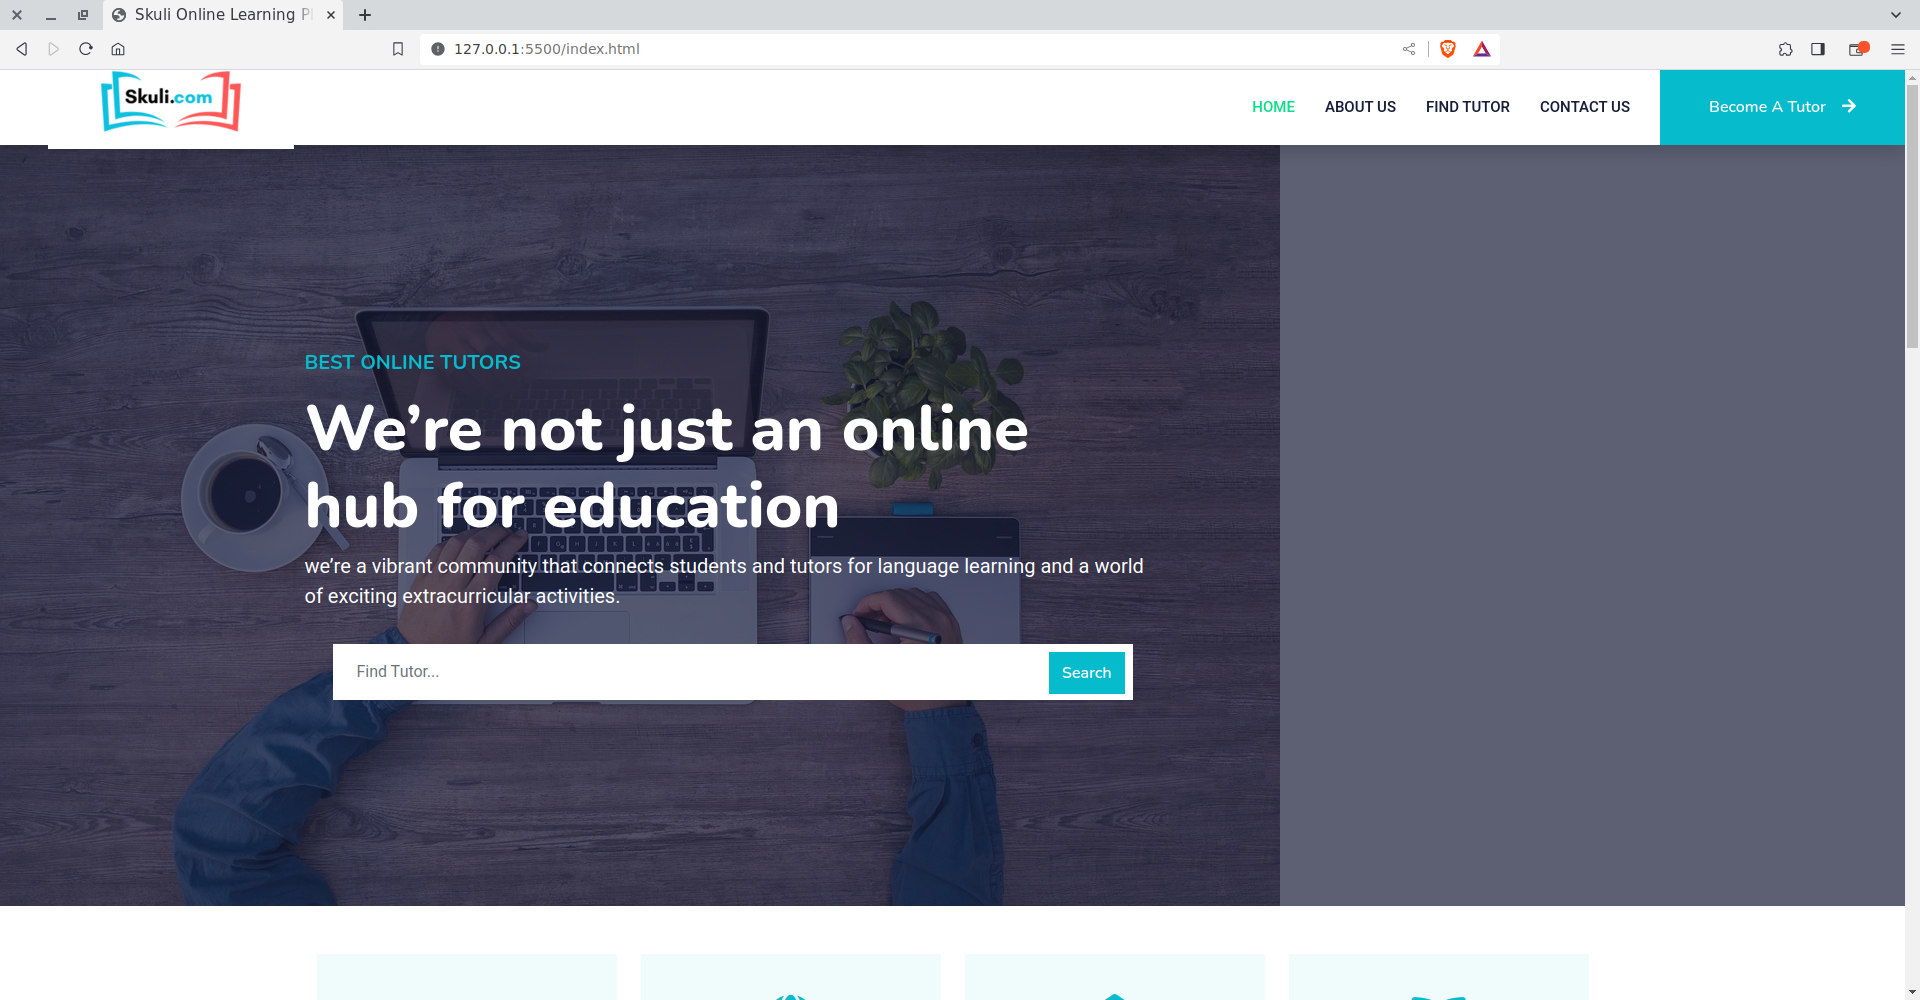 Skuli Online Learning P
127.0.0.1:5500/index.html
Skuli.com
HOME
ABOUT US
FIND TUTOR
CONTACT US
Become A Tutor
BEST ONLINE TUTORS
We’re not just an online
hub for education
we’re a vibrant community that connects students and tutors for language learning and a world
of exciting extracurricular activities.
Find Tutor...
Search